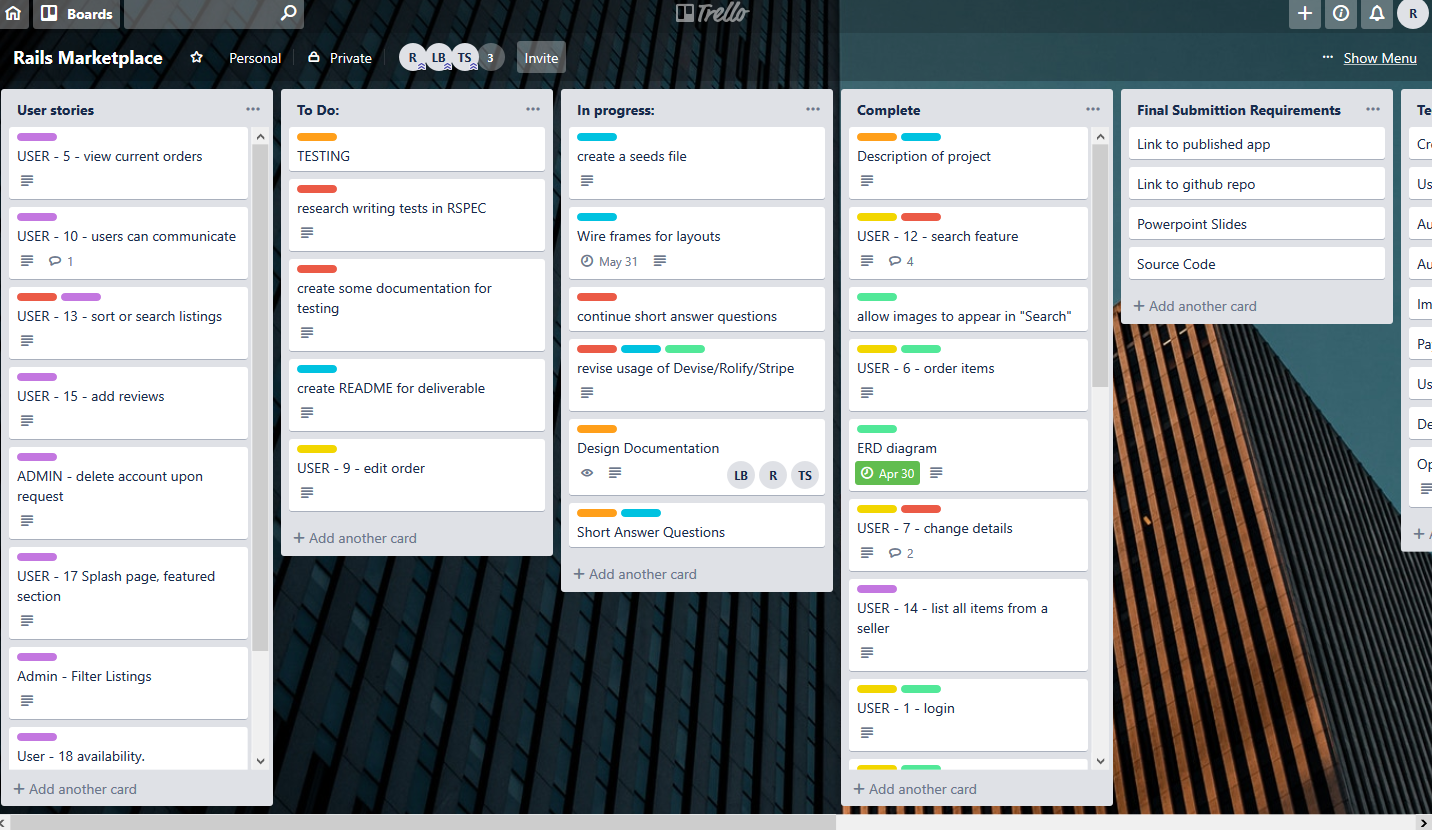 Boards
Trello
R
Rails Marketplace
Personal
Private
R
LB
TS
3
Invite
Show Menu
User stories
USER - 5 - view current orders
USER - 10 - users can communicate
1
USER - 13 - sort or search listings
USER - 15 - add reviews
ADMIN - delete account upon
request
USER - 17 Splash page, featured
section
Admin - Filter Listings
User - 18 availability.
+ Add another card
To Do:
TESTING
research writing tests in RSPEC
create some documentation for
testing
create README for deliverable
USER - 9 - edit order
+ Add another card
In progress:
create a seeds file
Wire frames for layouts
May 31
continue short answer questions
revise usage of Devise/Rolify/Stripe
Design Documentation
LB
R
TS
Short Answer Questions
+ Add another card
Complete
Description of project
USER - 12 - search feature
4
allow images to appear in "Search"
USER - 6 - order items
ERD diagram
Apr 30
USER - 7 - change details
2
USER - 14 - list all items from a
seller
USER - 1 - login
+ Add another card
Final Submittion Requirements
Link to published app
Link to github repo
Powerpoint Slides
Source Code
+ Add another card
Te
Cre
Us
Au
Au
Im
Pa
Us
De
Op